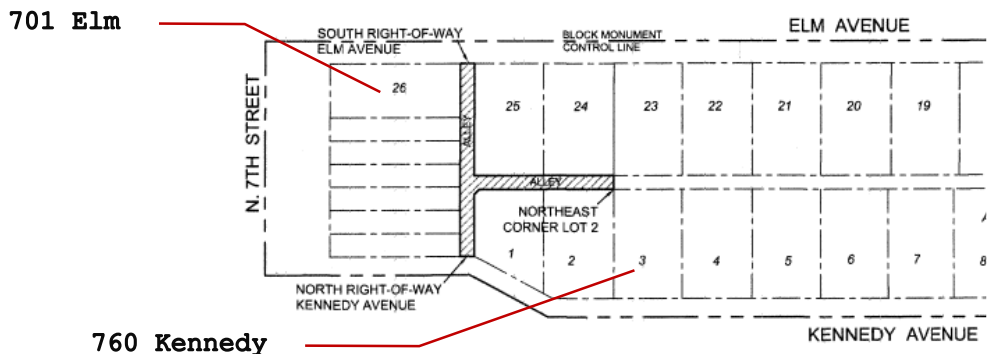 701 Elm
SOUTH RIGHT-OF-WAY
ELM AVENUE
BLOCK MONUMENT
CONTROL LINE
ELM AVENUE
N. 7TH STREET
26
ALLEY
25
24
23
22
21
20
19
ALLEY
NORTHEAST
CORNER LOT 2
1
2
3
4
5
6
7
8
NORTH RIGHT-OF-WAY
KENNEDY AVENUE
760 Kennedy
KENNEDY AVENUE